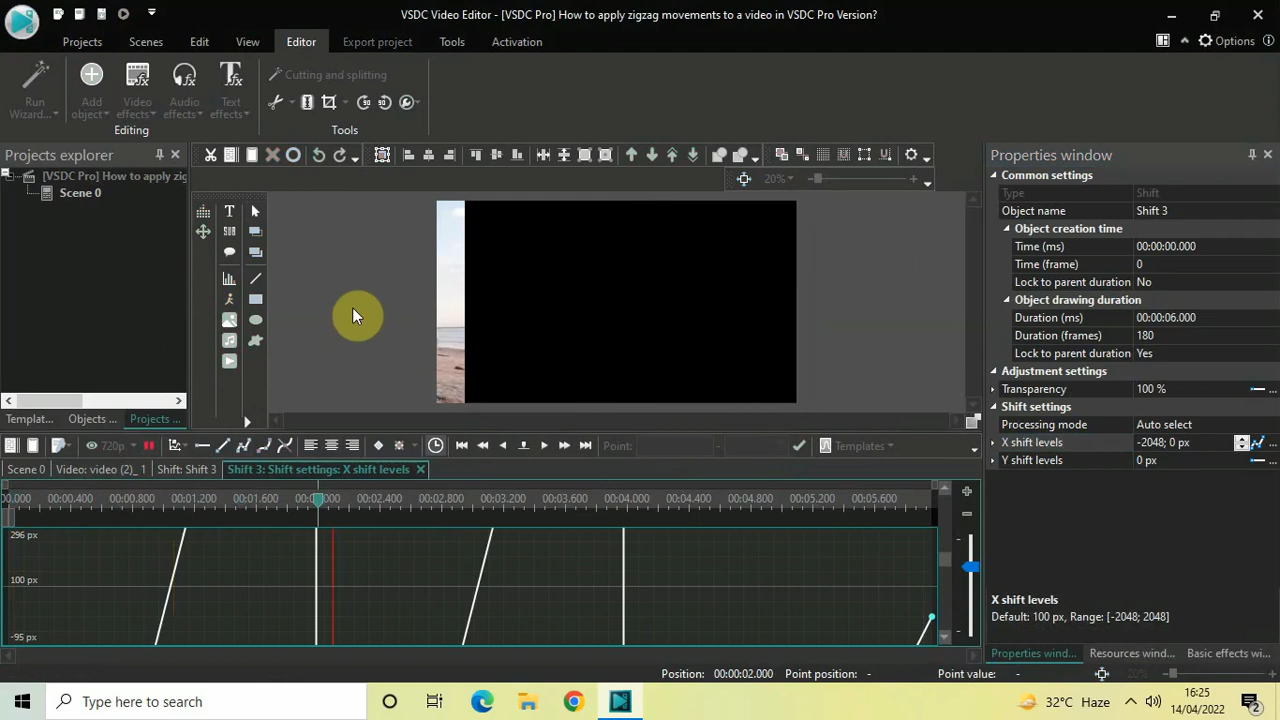 VSDC Video Editor - [VSDC Pro] How to apply zigzag movements to a video in VSDC Pro Version?
Projects Scenes Edit View Editor Export project Tools Activation Options
Run Wizard... Add object Video effects Audio effects Text effects Cutting and splitting
Editing Tools
Projects explorer
[VSDC Pro] How to apply zig
Scene 0
20%
Templat... Objects ... Projects ...
Properties window
Common settings
Type Shift
Object name Shift 3
Object creation time
Time (ms) 00:00:00.000
Time (frame) 0
Lock to parent duration No
Object drawing duration
Duration (ms) 00:00:06.000
Duration (frames) 180
Lock to parent duration Yes
Adjustment settings
Transparency 100 %
Shift settings
Processing mode Auto select
X shift levels -2048; 0 px
Y shift levels 0 px
X shift levels
Default: 100 px, Range: [-2048; 2048]
Properties wind... Resources wind... Basic effects wi...
720p Point: - - Templates
Scene 0 Video: video (2)_1 Shift: Shift 3 Shift 3: Shift settings: X shift levels
0.000 00:00.400 00:00.800 00:01.200 00:01.600 00:0 .000 00:02.400 00:02.800 00:03.200 00:03.600 00:04.000 00:04.400 00:04.800 00:05.200 00:05.600
296 px
100 px
-95 px
Position: 00:00:02.000 Point position: - Point value: - 20%
Type here to search
32°C Haze
16:25
14/04/2022
2